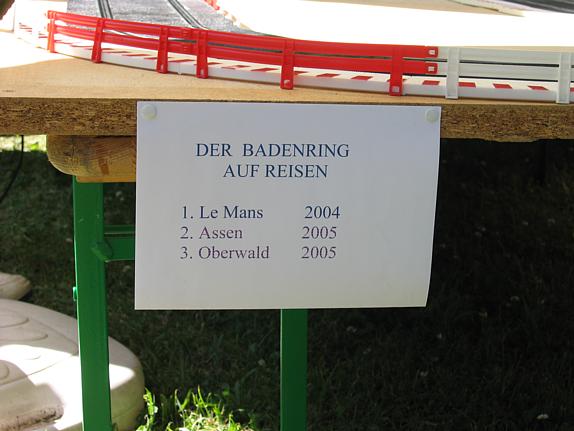 DER BADENRING
AUF REISEN
1. Le Mans 2004
2. Assen 2005
3. Oberwald 2005